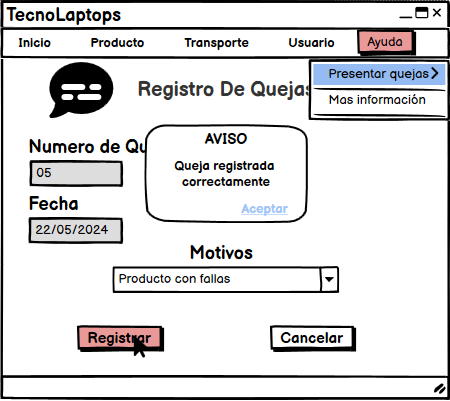 TecnoLaptops
Inicio Producto Transporte Usuario Ayuda
Presentar quejas
Mas información
Registro De Quejas
Numero de Qu
05
AVISO
Queja registrada
correctamente
Aceptar
Fecha
22/05/2024
Motivos
Producto con fallas
Registrar Cancelar